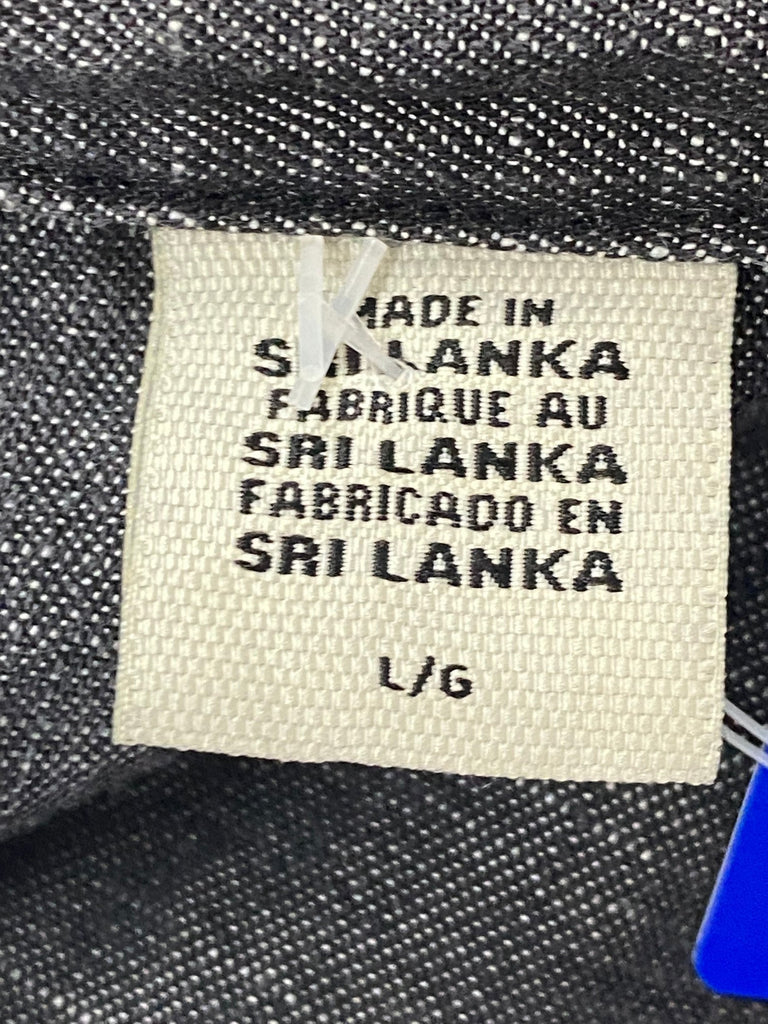 MADE IN
SRI LANKA
FABRIQUE AU
SRI LANKA
FABRICADO EN
SRI LANKA
L/G